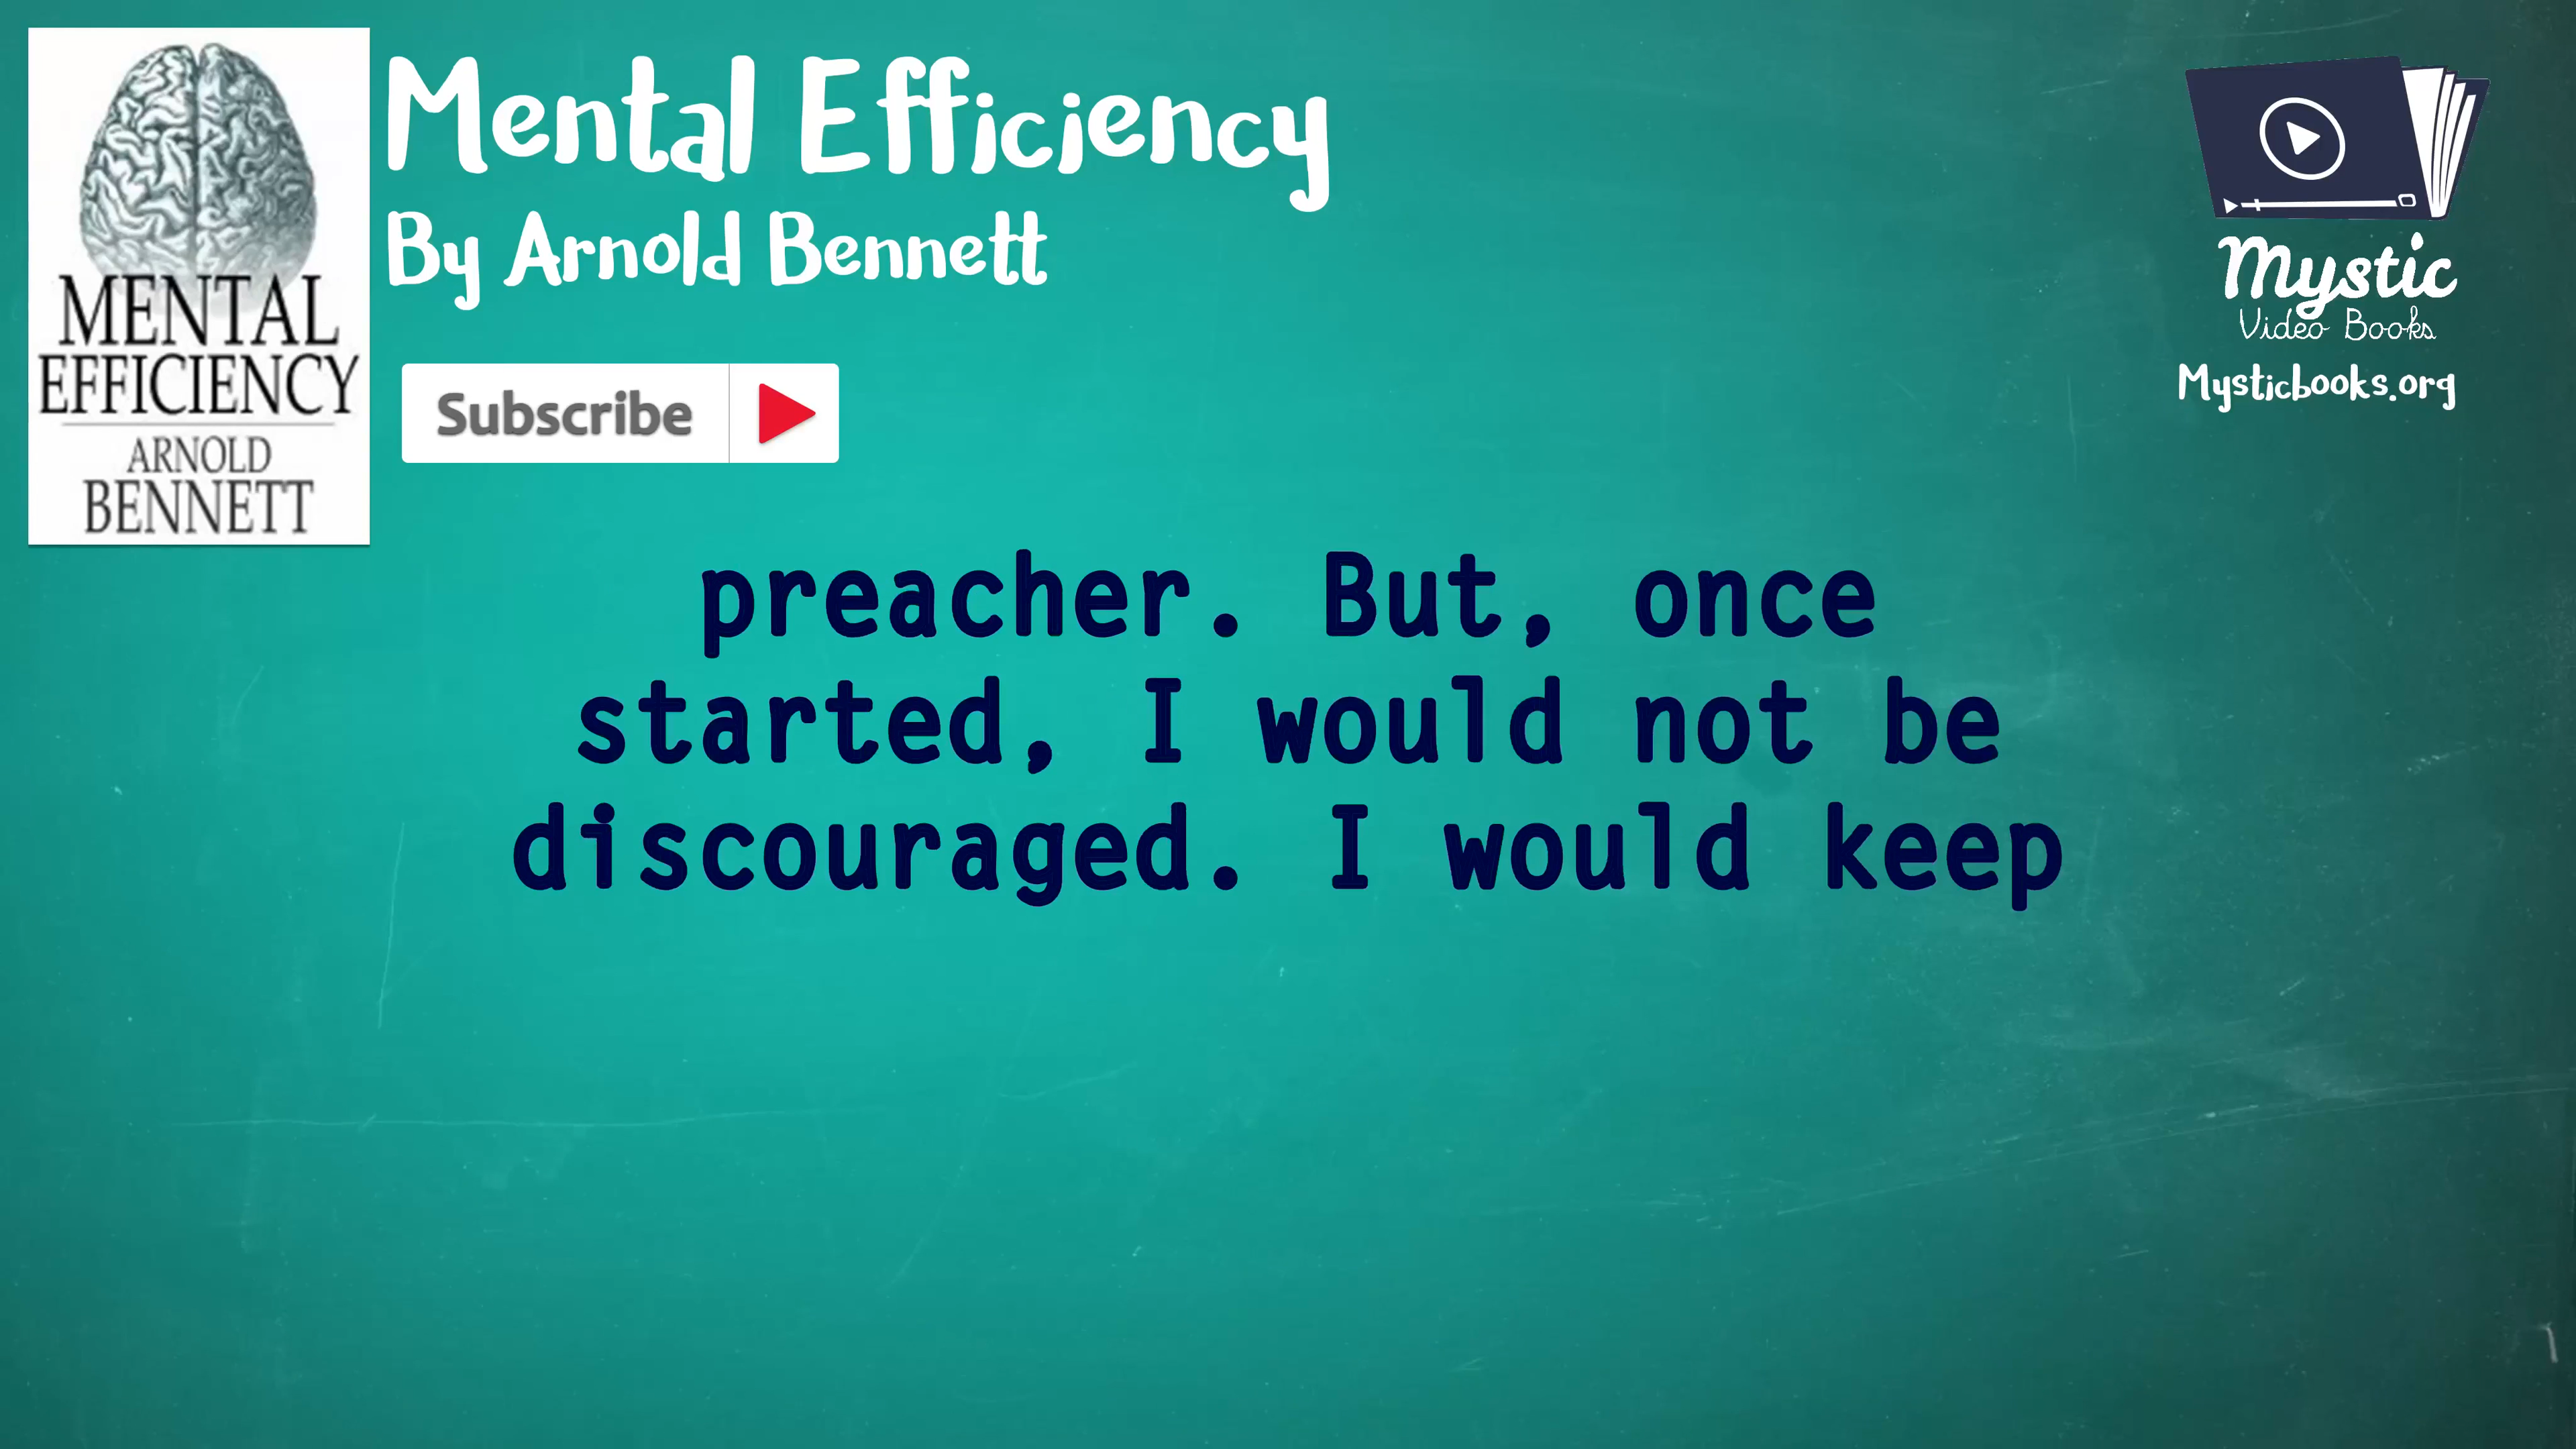 MENTAL
EFFICIENCY
ARNOLD
BENNETT
Mental Efficiency
By Arnold Bennett
Subscribe
Mystic
Video Books
Mysticbooks.org
preacher. But, once
started, I would not be
discouraged. I would keep